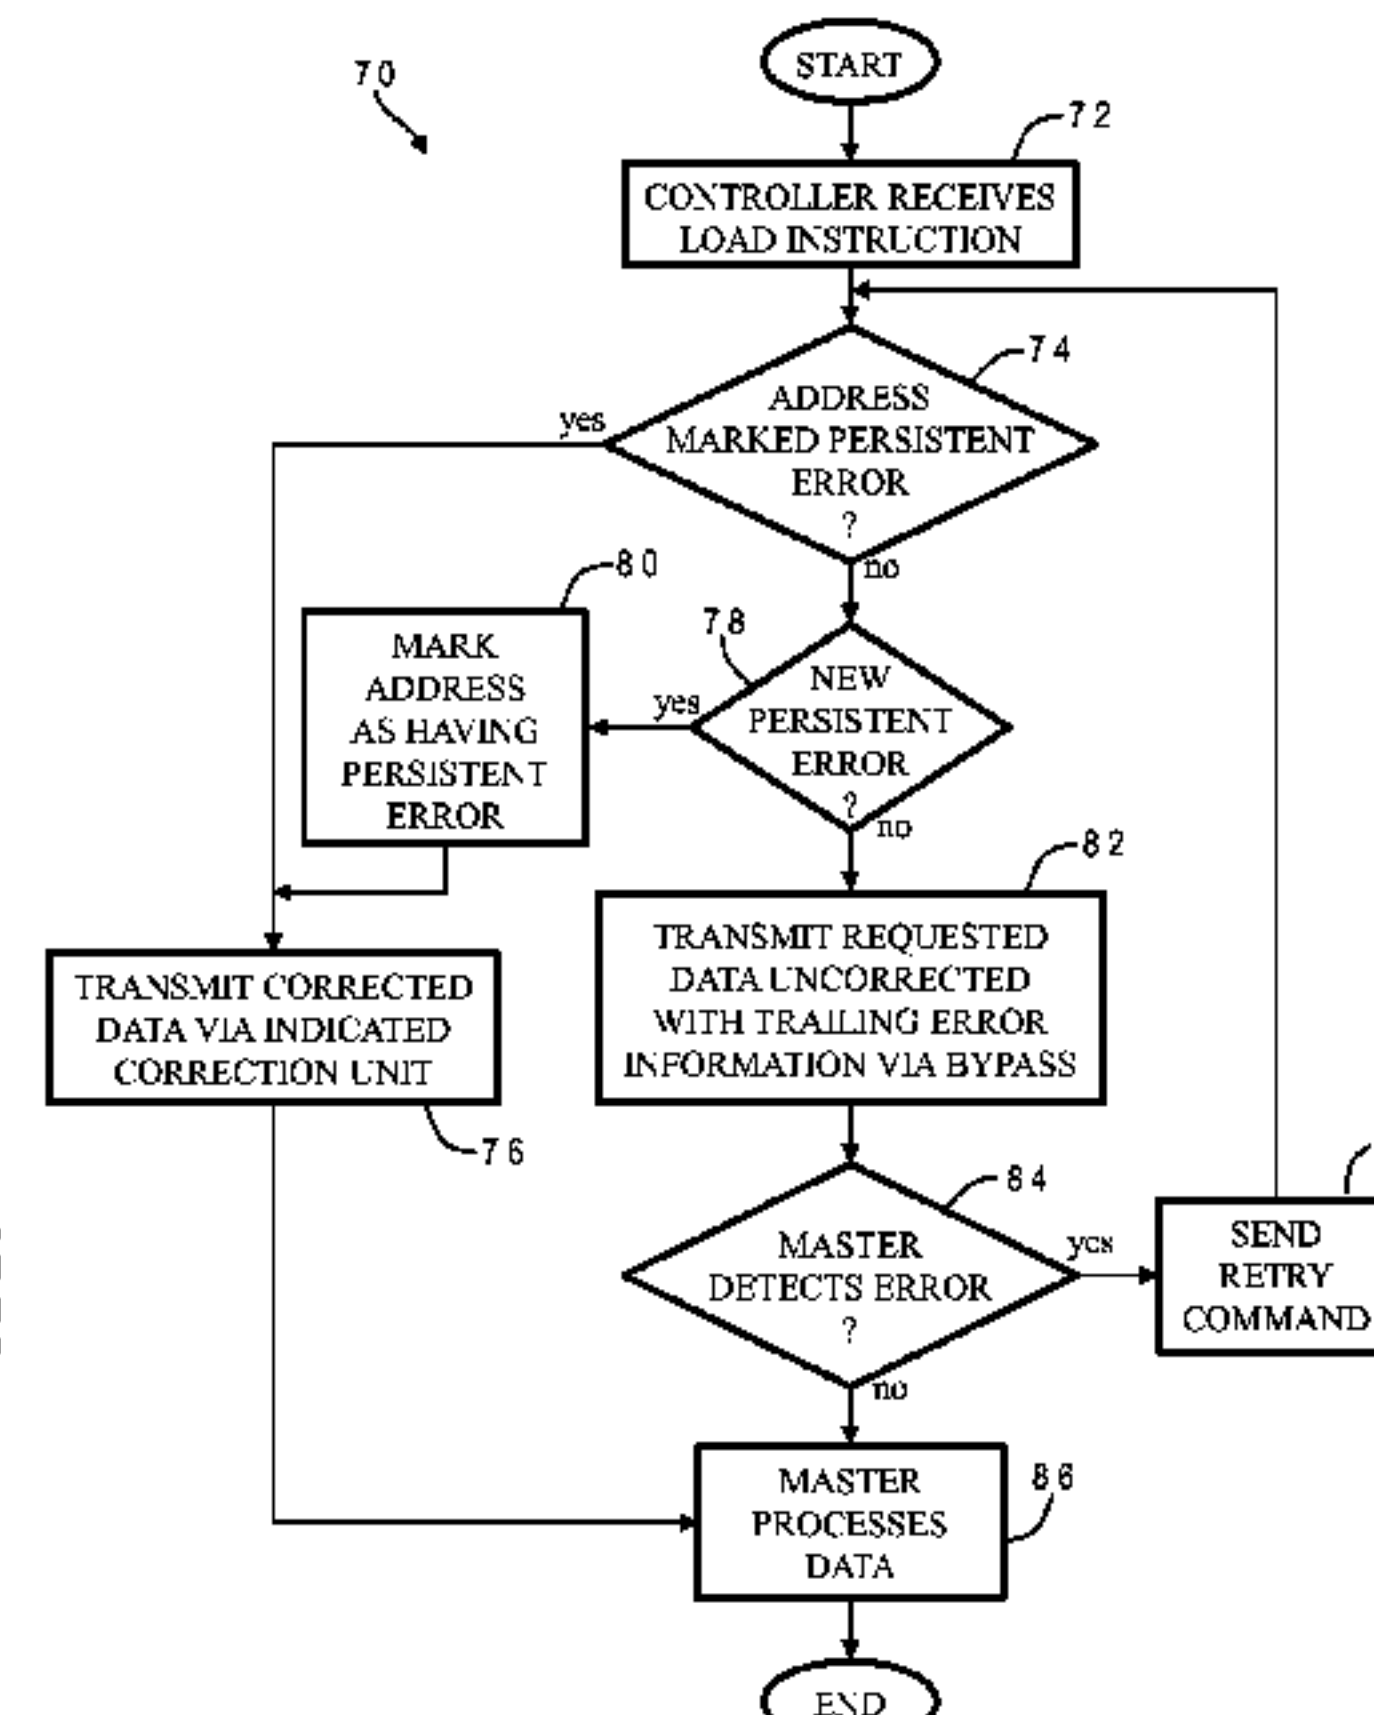 START
70
72
CONTROLLER RECEIVES
LOAD INSTRUCTION
74
ADDRESS
MARKED PERSISTENT
ERROR
?
yes
no
80
MARK
ADDRESS
AS HAVING
PERSISTENT
ERROR
78
NEW
PERSISTENT
ERROR
?
yes
no
82
TRANSMIT REQUESTED
DATA UNCORRECTED
WITH TRAILING ERROR
INFORMATION VIA BYPASS
TRANSMIT CORRECTED
DATA VIA INDICATED
CORRECTION UNIT
76
84
MASTER
DETECTS ERROR
?
yes
no
SEND
RETRY
COMMAND
MASTER
PROCESSES
DATA
86
END